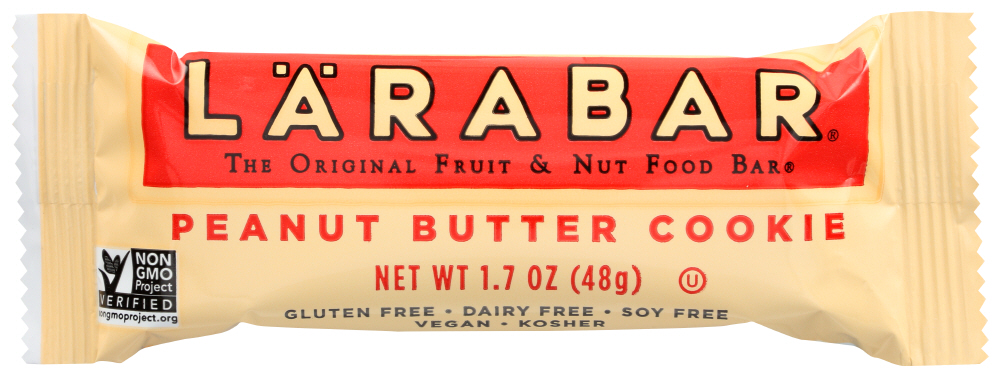 LÄRABAR®
THE ORIGINAL FRUIT & NUT FOOD BAR®
PEANUT BUTTER COOKIE
NET WT 1.7 OZ (48g) U
NON
GMO
Project
VERIFIED
ongmoproject.org
GLUTEN FREE • DAIRY FREE • SOY FREE
VEGAN • KOSHER